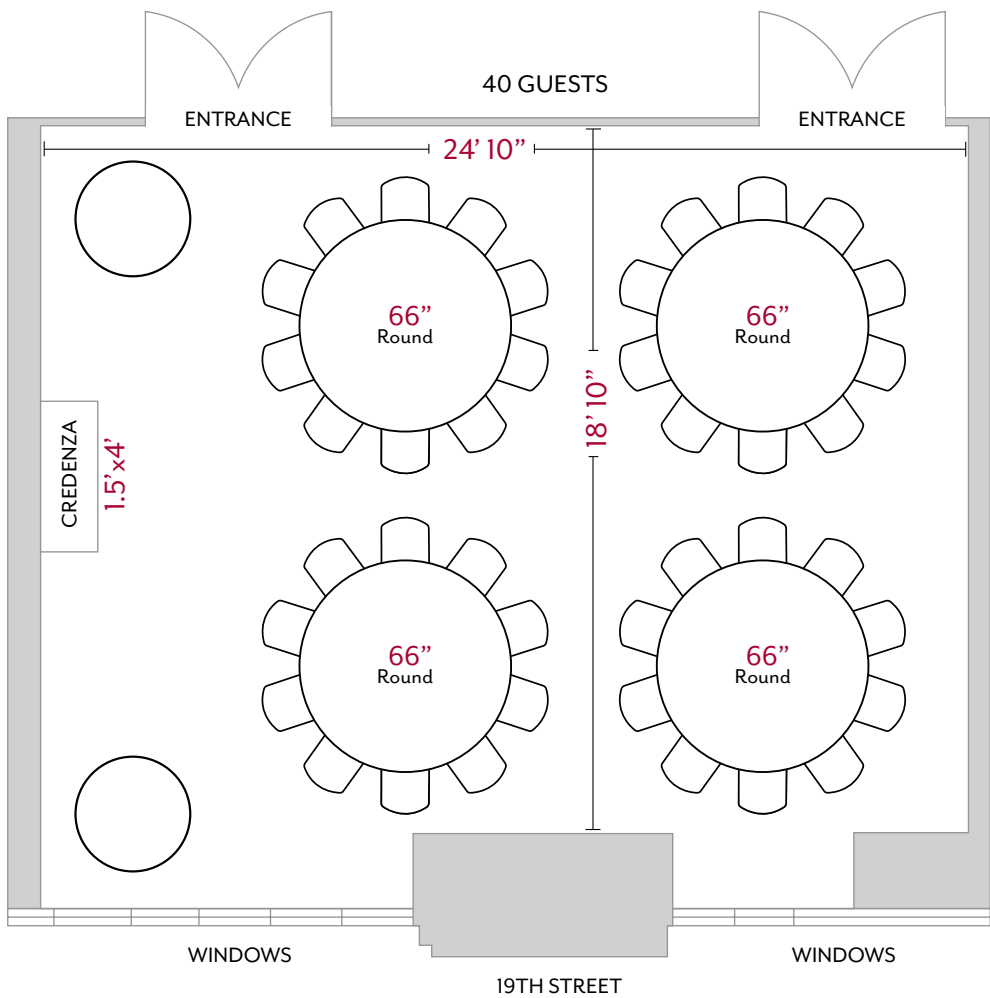 40 GUESTS
ENTRANCE
ENTRANCE
24’ 10”
66”
Round
66”
Round
18’ 10”
CREDENZA
1.5’x4’
66”
Round
66”
Round
WINDOWS
WINDOWS
19TH STREET